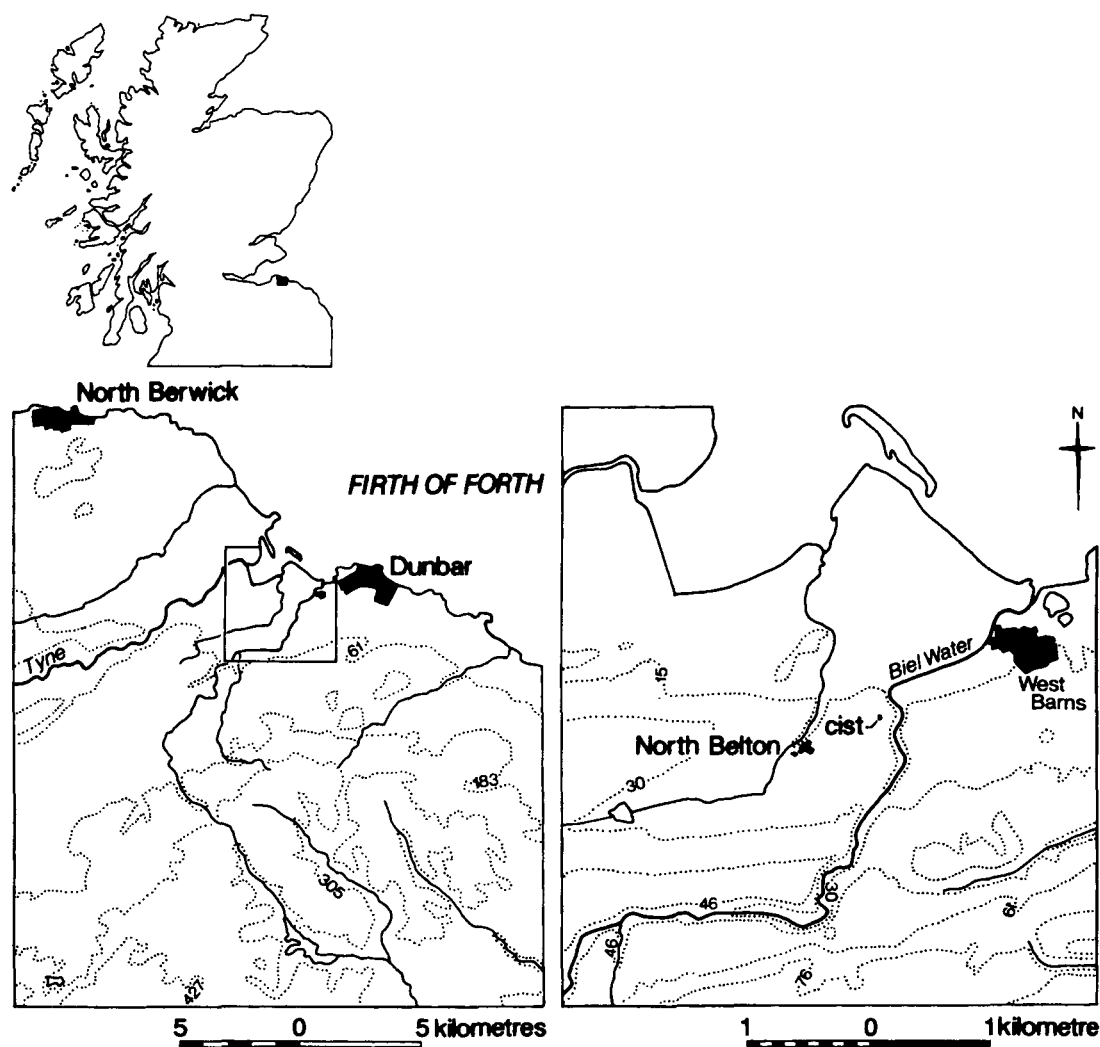 North Berwick
FIRTH OF FORTH
Dunbar
Tyne
61
183
305
427
5 0 5 kilometres
N
Biel Water
West
Barns
15
cist
North Belton
30
30
46
46
61
76
1 0 1 kilometre